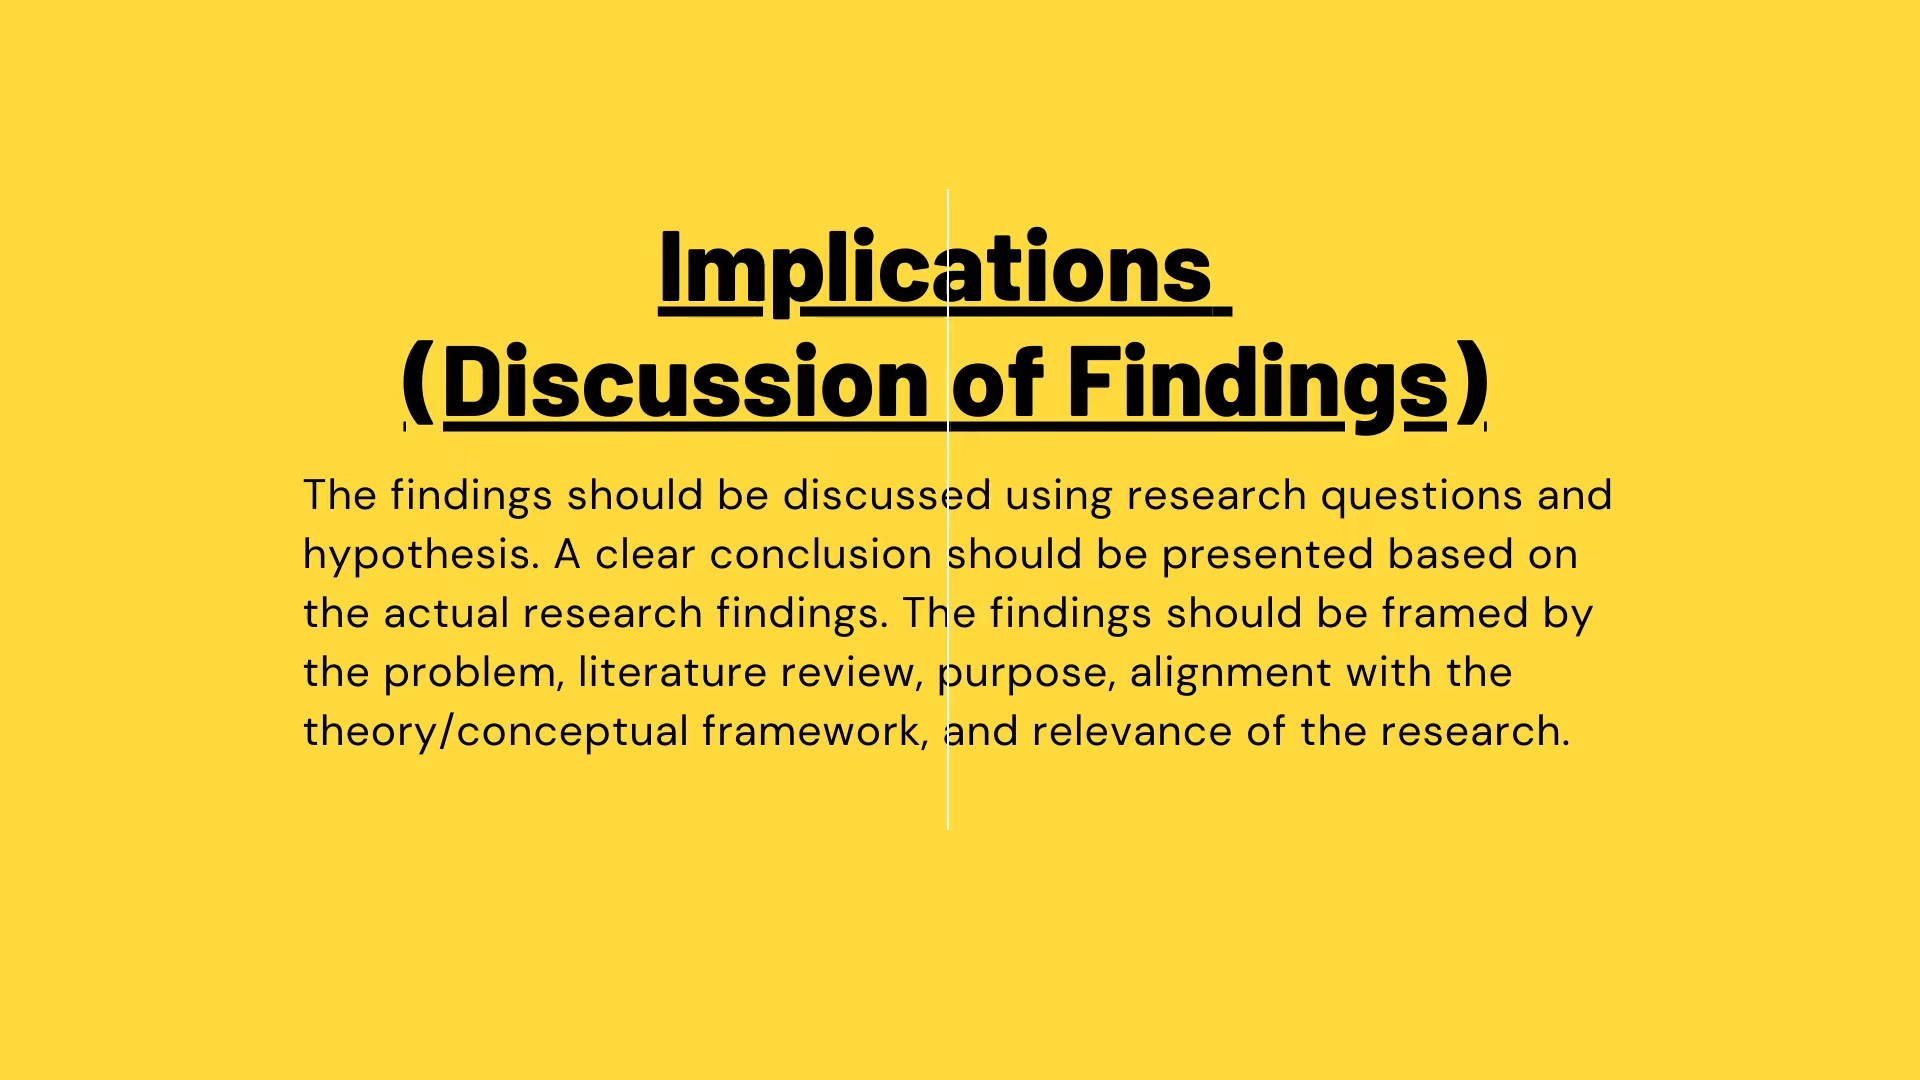 Implications
(Discussion of Findings)
The findings should be discussed using research questions and
hypothesis. A clear conclusion should be presented based on
the actual research findings. The findings should be framed by
the problem, literature review, purpose, alignment with the
theory/conceptual framework, and relevance of the research.